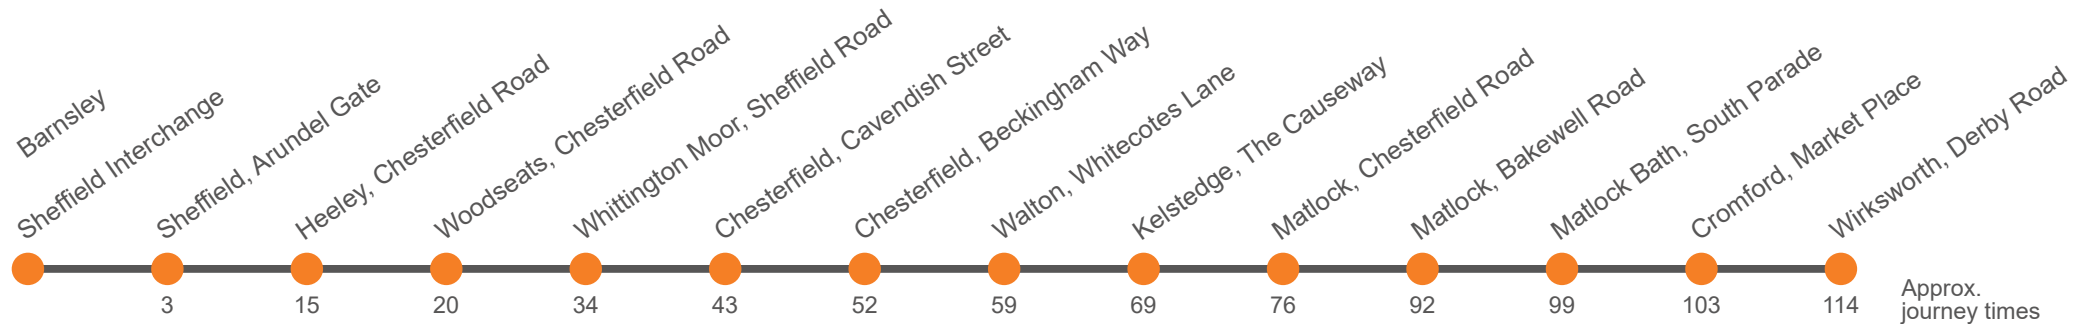 Barnsley
Sheffield Interchange
Sheffield, Arundel Gate
Heeley, Chesterfield Road
Woodseats, Chesterfield Road
Whittington Moor, Sheffield Road
Chesterfield, Cavendish Street
Chesterfield, Beckingham Way
Walton, Whitecotes Lane
Kelstedge, The Causeway
Matlock, Chesterfield Road
Matlock, Bakewell Road
Matlock Bath, South Parade
Cromford, Market Place
Wirksworth, Derby Road
3 15 20 34 43 52 59 69 76 92 99 103 114
Approx.
journey times